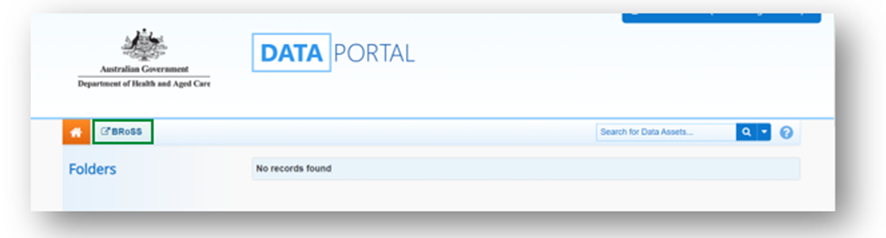 Australian Government
Department of Health and Aged Care
DATA PORTAL
BRoSS
Search for Data Assets...
Folders
No records found